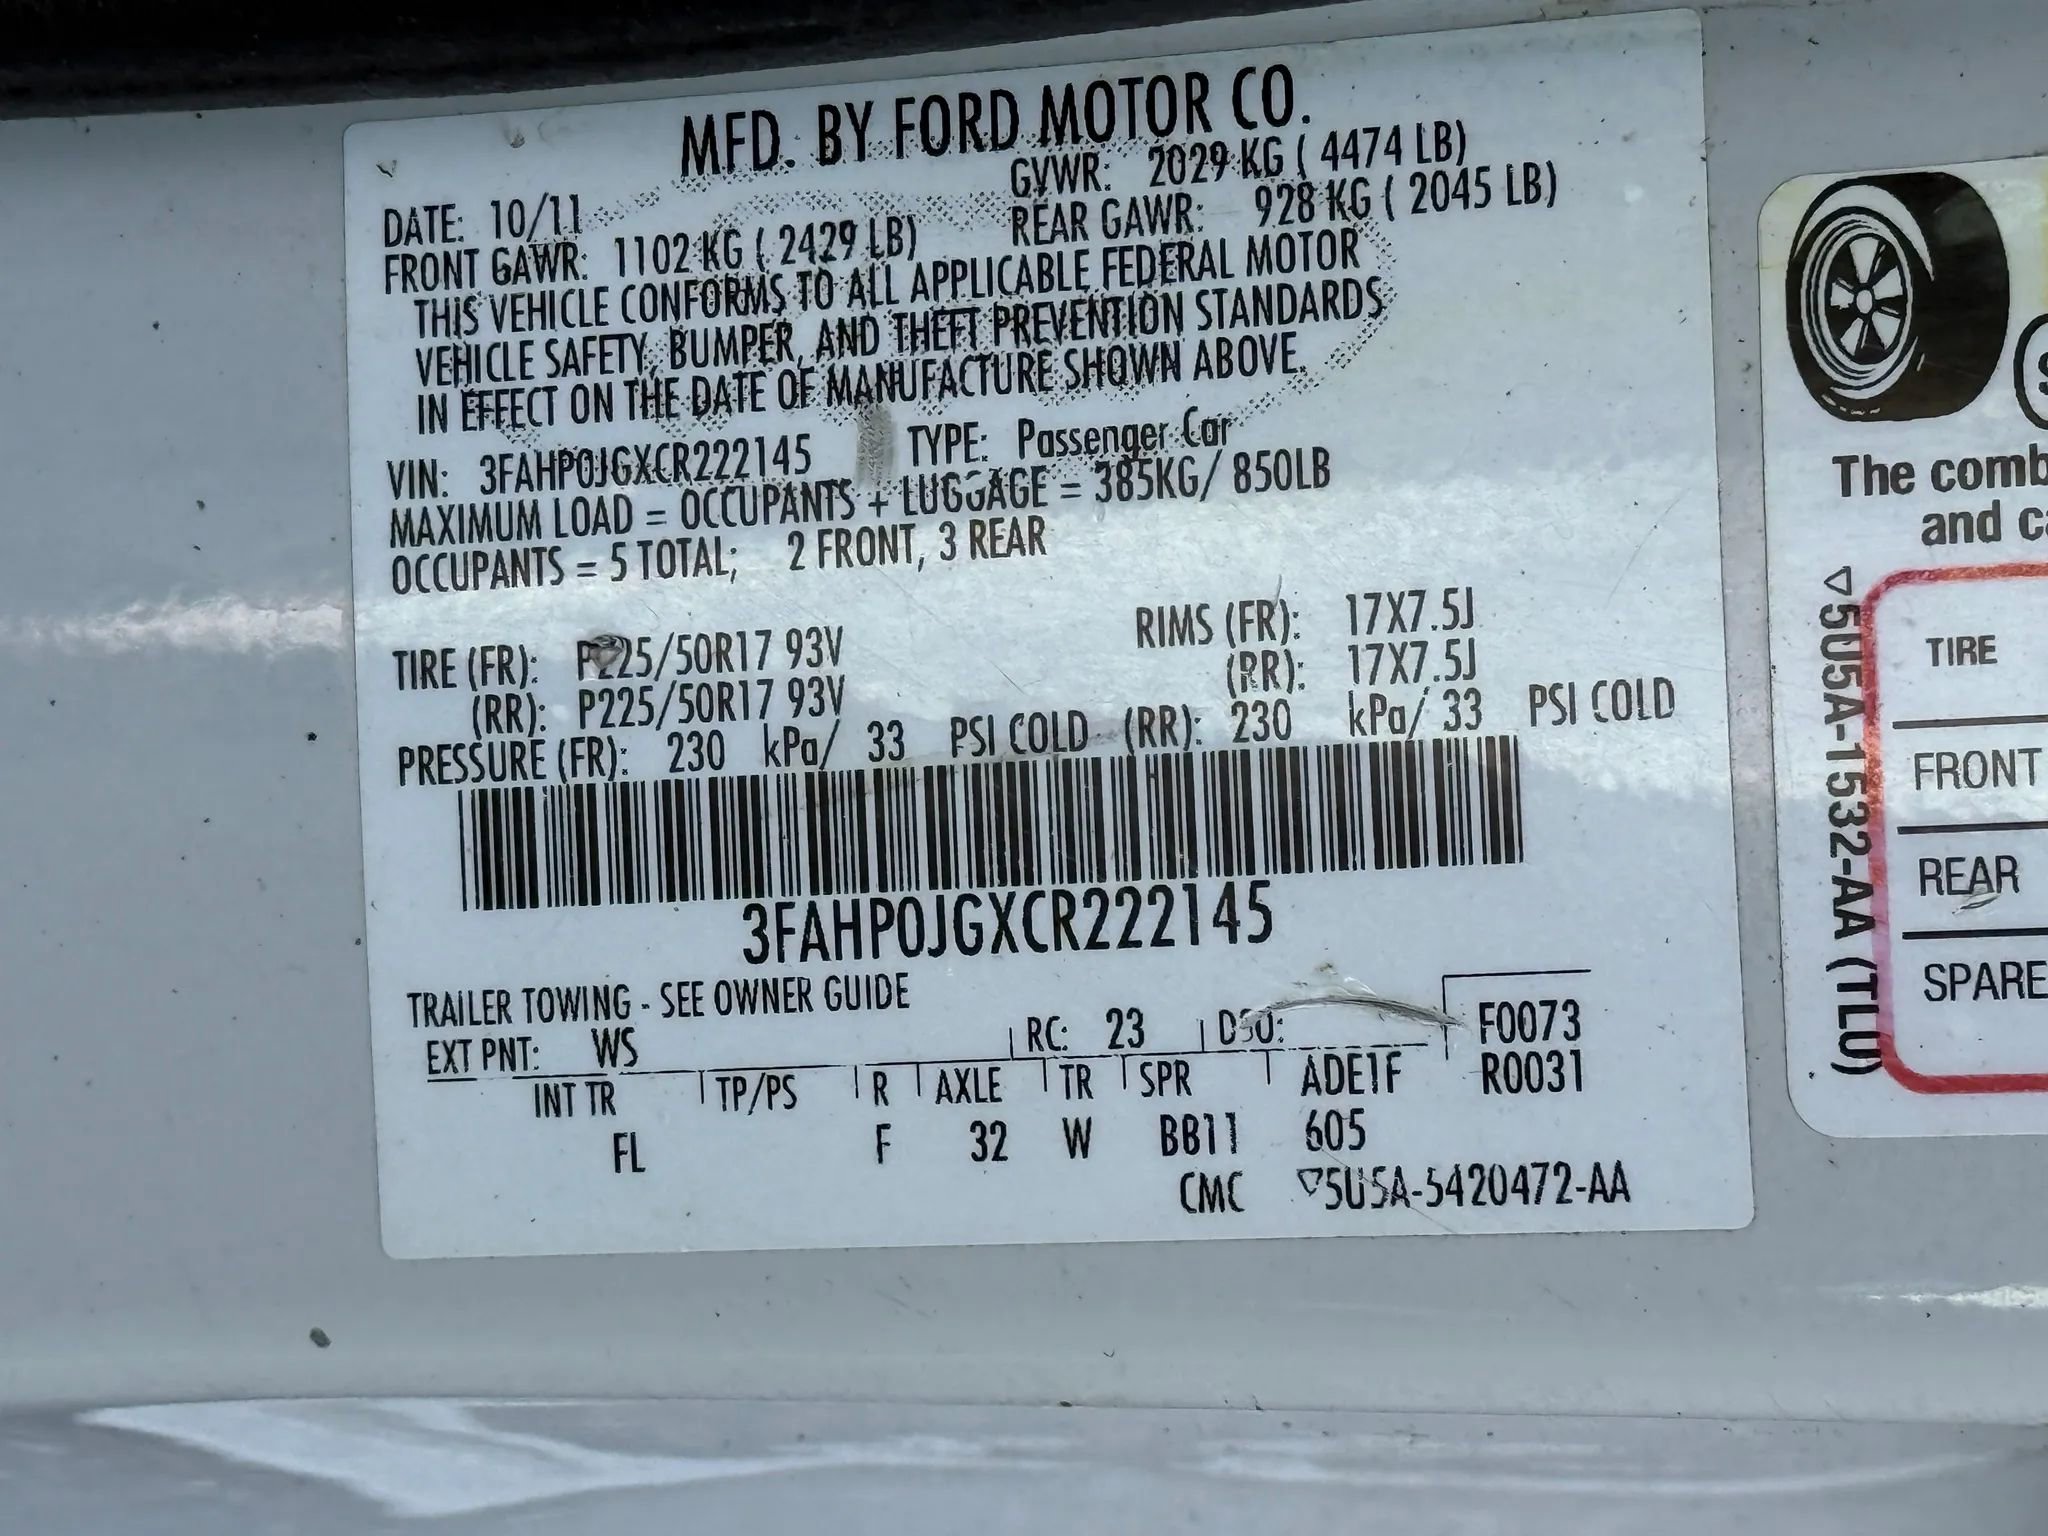 MFD. BY FORD MOTOR CO.
DATE: 10/11 GVWR: 2029 KG ( 4474 LB)
FRONT GAWR: 1102 KG ( 2429 LB) REAR GAWR: 928 KG ( 2045 LB)
THIS VEHICLE CONFORMS TO ALL APPLICABLE FEDERAL MOTOR
VEHICLE SAFETY, BUMPER, AND THEFT PREVENTION STANDARDS
IN EFFECT ON THE DATE OF MANUFACTURE SHOWN ABOVE.
VIN: 3FAHP0JGXCR222145 TYPE: Passenger Car
MAXIMUM LOAD = OCCUPANTS + LUGGAGE = 385KG/ 850LB
OCCUPANTS = 5 TOTAL; 2 FRONT, 3 REAR
TIRE (FR): P225/50R17 93V RIMS (FR): 17X7.5J
(RR): P225/50R17 93V (RR): 17X7.5J
PRESSURE (FR): 230 kPa/ 33 PSI COLD (RR): 230 kPa/ 33 PSI COLD
3FAHP0JGXCR222145
TRAILER TOWING - SEE OWNER GUIDE
EXT PNT: WS RC: 23 DSO: F0073
INT TR TP/PS R AXLE TR SPR ADE1F R0031
FL F 32 W BB11 605
CMC ▽5U5A-5420472-AA
The comb
and ca
▽5U5A-1532-AA (TLU)
TIRE
FRONT
REAR
SPARE